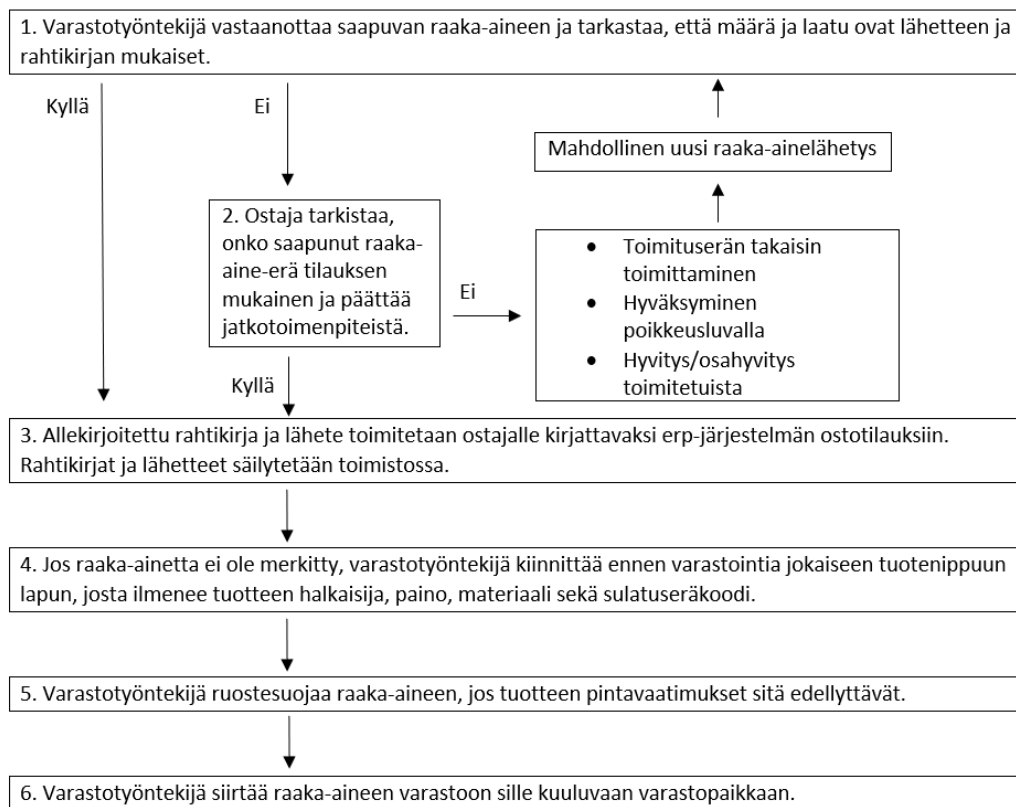 1. Varastotyöntekijä vastaanottaa saapuvan raaka-aineen ja tarkastaa, että määrä ja laatu ovat lähetteen ja
rahtikirjan mukaiset.
Kyllä
Ei
Mahdollinen uusi raaka-ainelähetys
2. Ostaja tarkistaa,
onko saapunut raaka-
aine-erä tilauksen
mukainen ja päättää
jatkotoimenpiteistä.
Ei
• Toimituserän takaisin
toimittaminen
• Hyväksyminen
poikkeusluvalla
• Hyvitys/osahyvitys
toimitetuista
Kyllä
3. Allekirjoitettu rahtikirja ja lähete toimitetaan ostajalle kirjattavaksi erp-järjestelmän ostotilauksiin.
Rahtikirjat ja lähetteet säilytetään toimistossa.
4. Jos raaka-ainetta ei ole merkitty, varastotyöntekijä kiinnittää ennen varastointia jokaiseen tuotenippuun
lapun, josta ilmenee tuotteen halkaisija, paino, materiaali sekä sulatuseräkoodi.
5. Varastotyöntekijä ruostesuojaa raaka-aineen, jos tuotteen pintavaatimukset sitä edellyttävät.
6. Varastotyöntekijä siirtää raaka-aineen varastoon sille kuuluvaan varastopaikkaan.